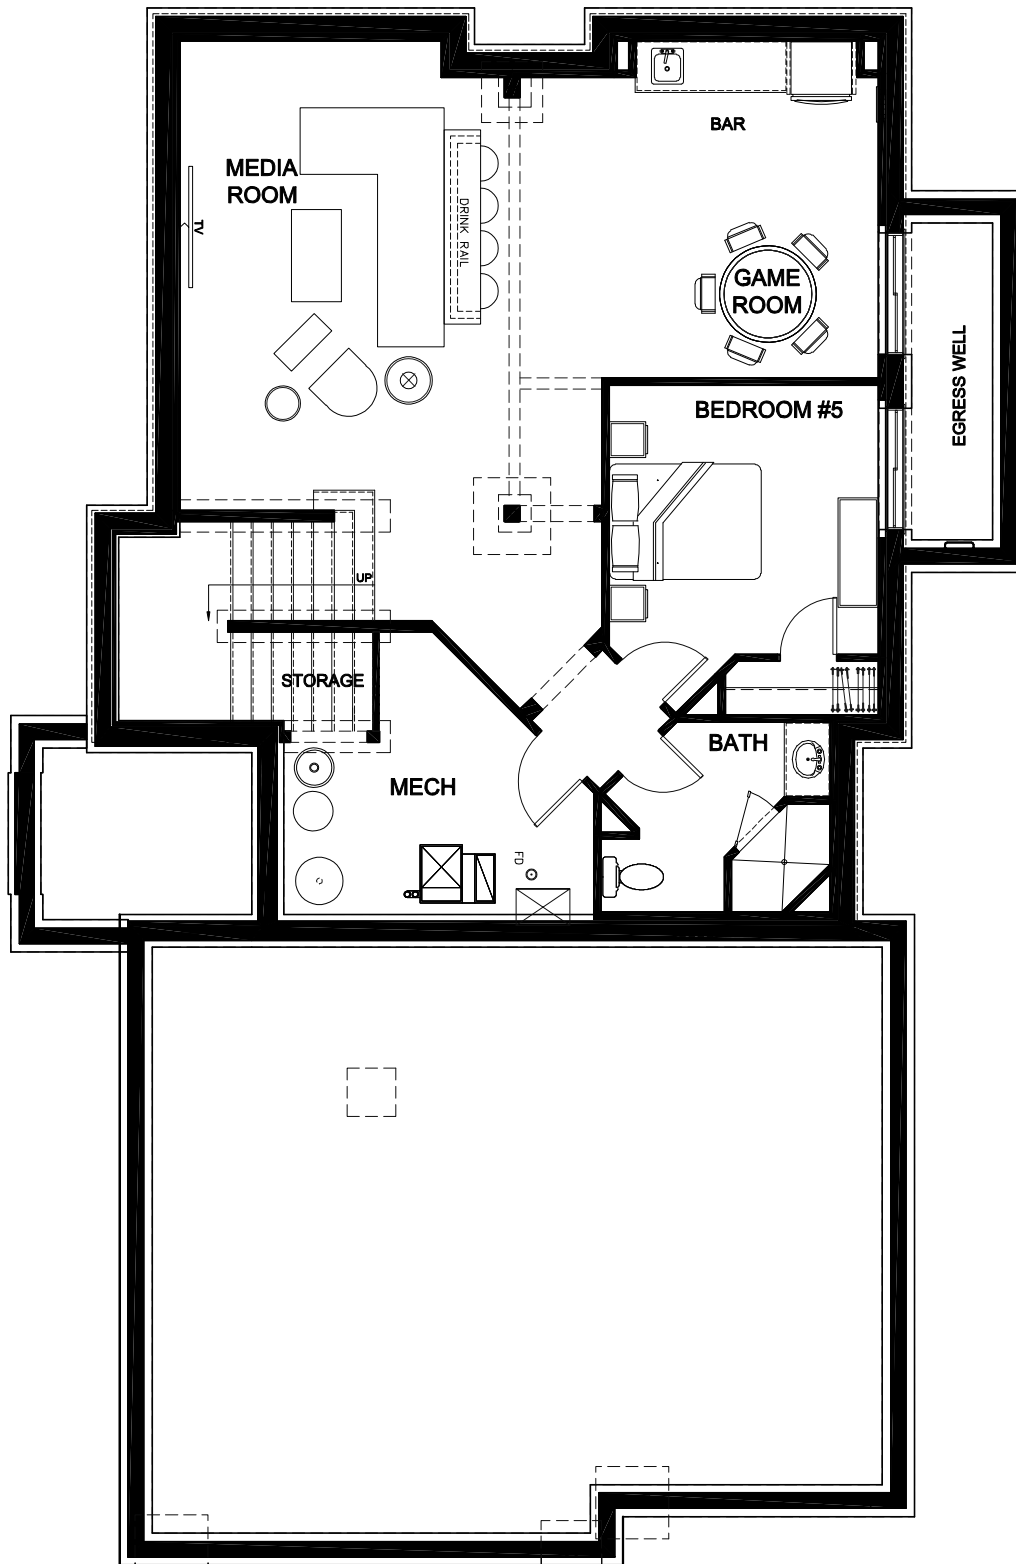 BAR
MEDIA
ROOM
TV
DRINK RAIL
GAME
ROOM
EGRESS WELL
BEDROOM #5
UP
STORAGE
BATH
MECH
FD